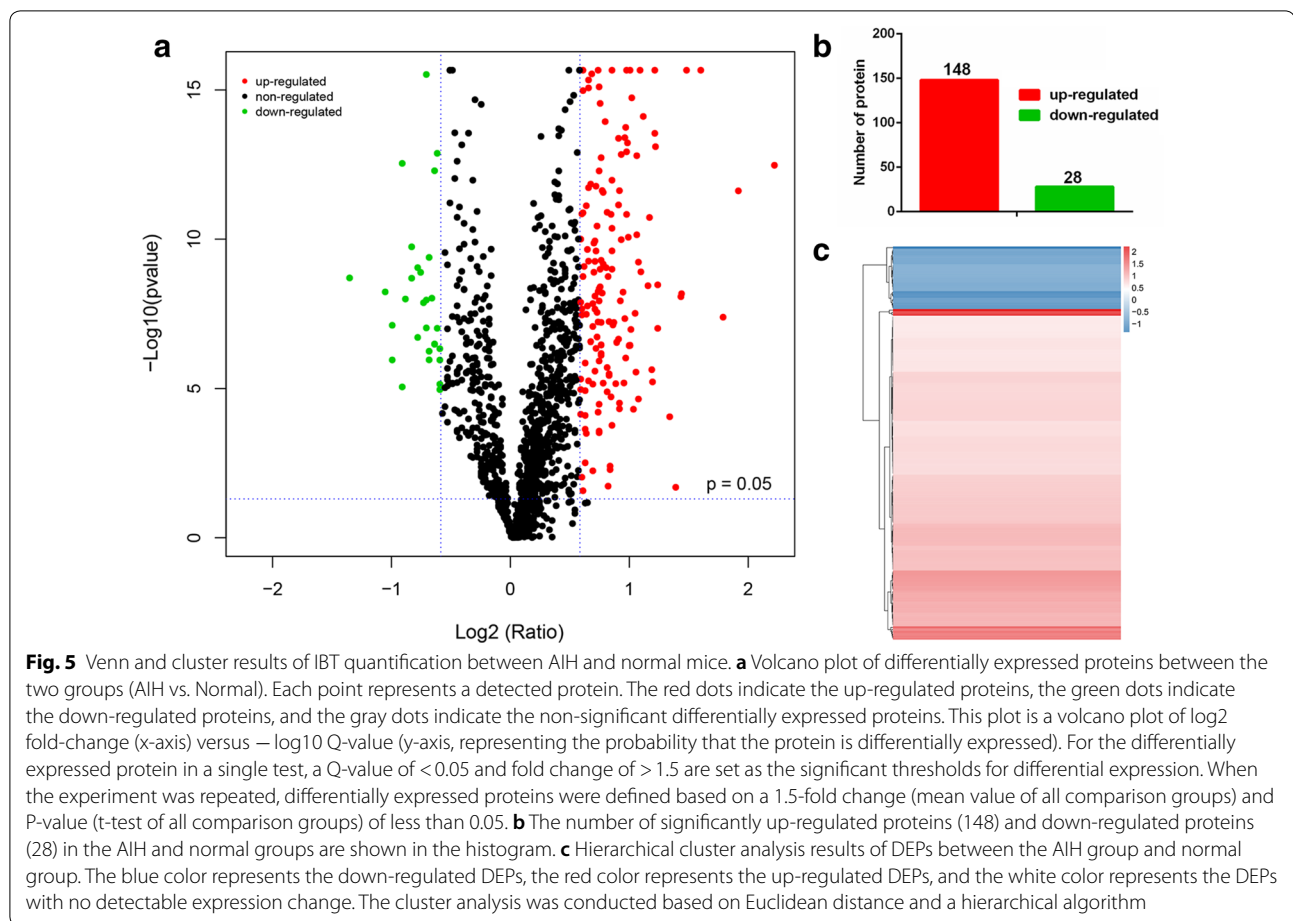 a
15
10
5
0
−Log10(pvalue)
up-regulated
non-regulated
down-regulated
p = 0.05
−2
−1
0
1
2
Log2 (Ratio)
b
200
150
100
50
0
Number of protein
148
28
up-regulated
down-regulated
c
2
1.5
1
0.5
0
−0.5
−1
Fig. 5 Venn and cluster results of IBT quantification between AIH and normal mice. a Volcano plot of differentially expressed proteins between the
two groups (AIH vs. Normal). Each point represents a detected protein. The red dots indicate the up-regulated proteins, the green dots indicate
the down-regulated proteins, and the gray dots indicate the non-significant differentially expressed proteins. This plot is a volcano plot of log2
fold-change (x-axis) versus − log10 Q-value (y-axis, representing the probability that the protein is differentially expressed). For the differentially
expressed protein in a single test, a Q-value of < 0.05 and fold change of > 1.5 are set as the significant thresholds for differential expression. When
the experiment was repeated, differentially expressed proteins were defined based on a 1.5-fold change (mean value of all comparison groups) and
P-value (t-test of all comparison groups) of less than 0.05. b The number of significantly up-regulated proteins (148) and down-regulated proteins
(28) in the AIH and normal groups are shown in the histogram. c Hierarchical cluster analysis results of DEPs between the AIH group and normal
group. The blue color represents the down-regulated DEPs, the red color represents the up-regulated DEPs, and the white color represents the DEPs
with no detectable expression change. The cluster analysis was conducted based on Euclidean distance and a hierarchical algorithm